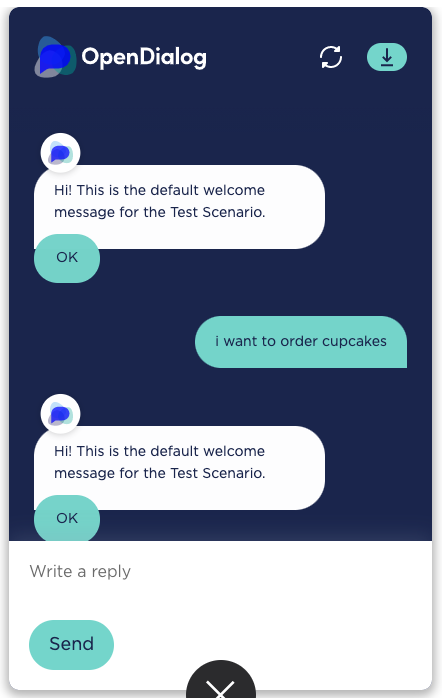 OpenDialog
Hi! This is the default welcome
message for the Test Scenario.
OK
i want to order cupcakes
Hi! This is the default welcome
message for the Test Scenario.
OK
Write a reply
Send